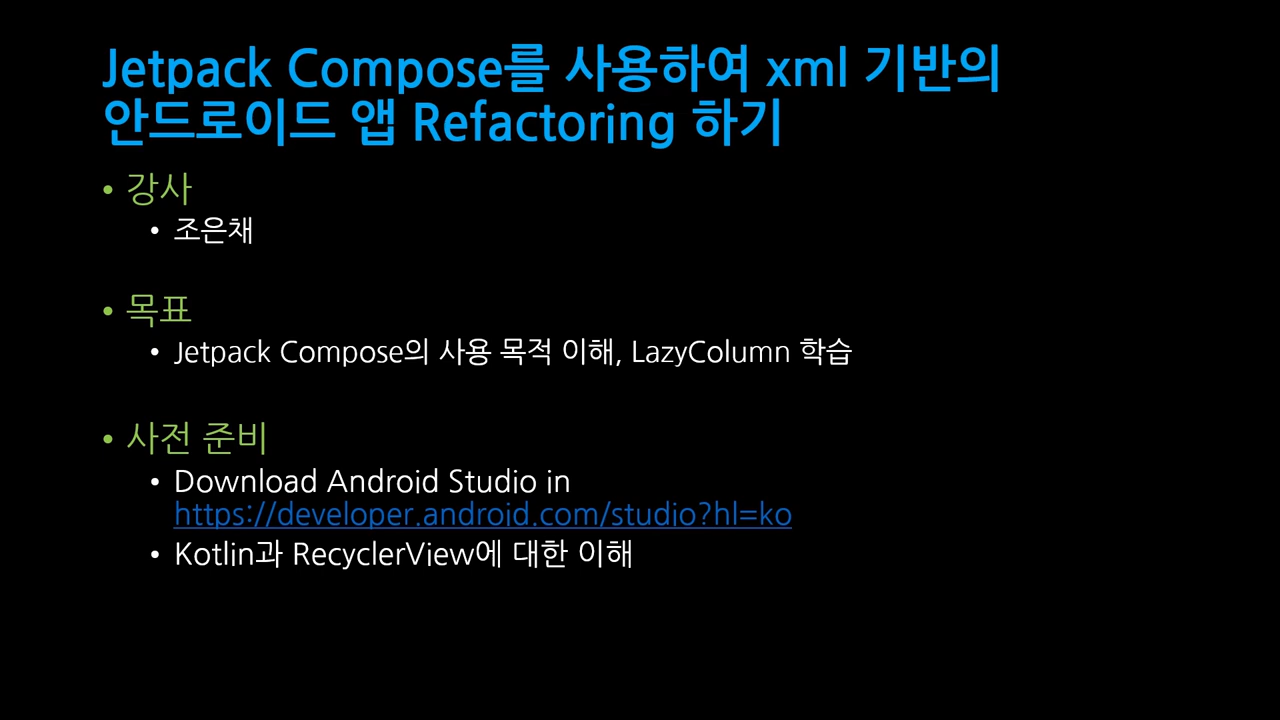 Jetpack Compose를 사용하여 xml 기반의
안드로이드 앱 Refactoring 하기
• 강사
• 조은채
• 목표
• Jetpack Compose의 사용 목적 이해, LazyColumn 학습
• 사전 준비
• Download Android Studio in
https://developer.android.com/studio?hl=ko
• Kotlin과 RecyclerView에 대한 이해